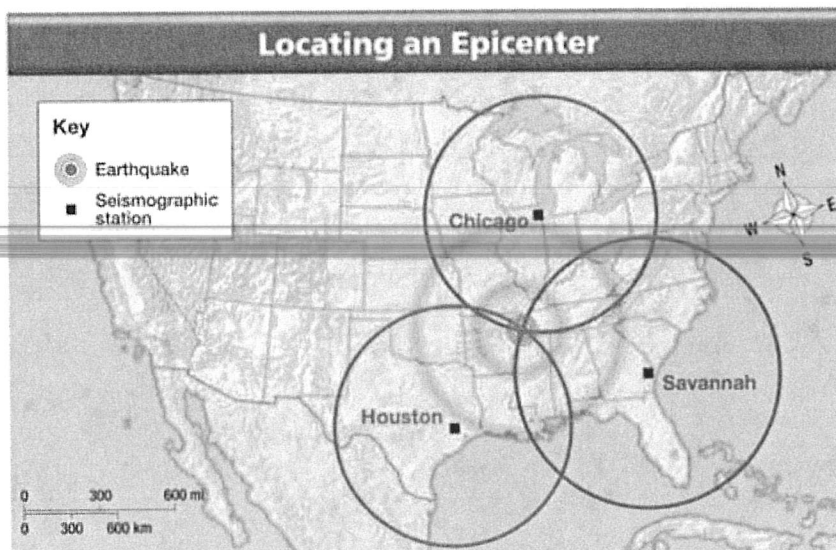 Locating an Epicenter
Key
Earthquake
Seismographic
station
Chicago
N
W
E
S
Savannah
Houston
0 300 600 mi
0 300 600 km